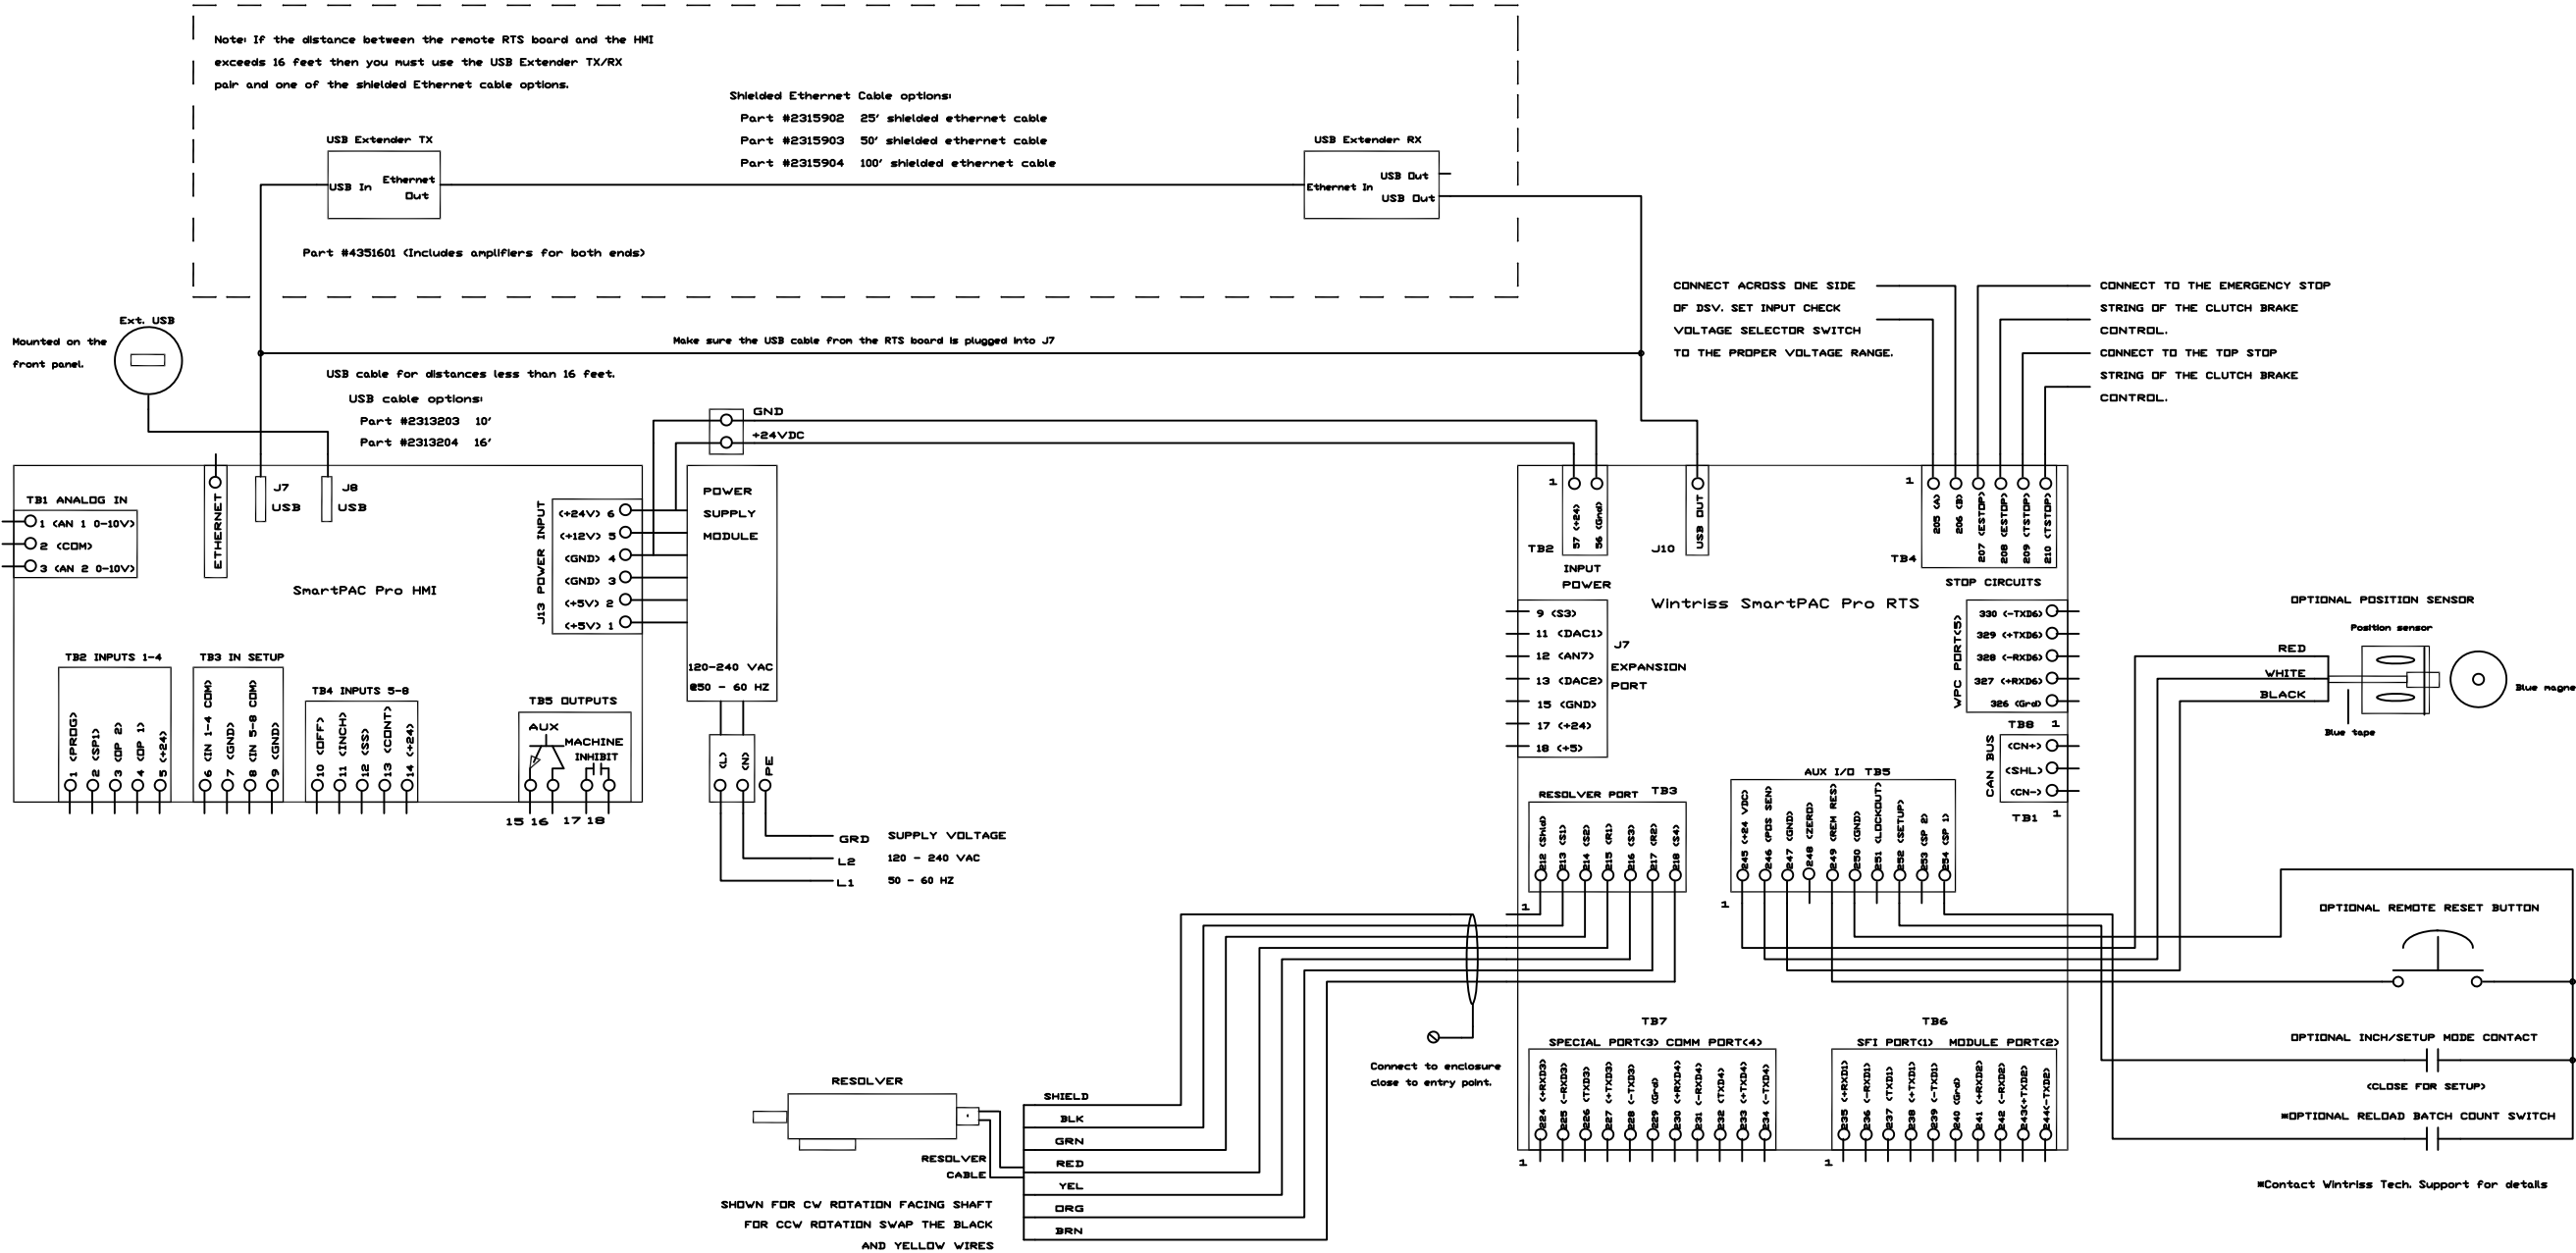 Note: If the distance between the remote RTS board and the HMI
exceeds 16 feet then you must use the USB Extender TX/RX
pair and one of the shielded Ethernet cable options.
Shielded Ethernet Cable options:
Part #2315902 25' shielded ethernet cable
Part #2315903 50' shielded ethernet cable
Part #2315904 100' shielded ethernet cable
USB Extender TX
USB In
Ethernet
Out
USB Extender RX
Ethernet In
USB Out
USB Out
Part #4351601 (Includes amplifiers for both ends)
Ext. USB
Mounted on the
front panel.
Make sure the USB cable from the RTS board is plugged into J7
USB cable for distances less than 16 feet.
USB cable options:
Part #2313203 10'
Part #2313204 16'
CONNECT ACROSS ONE SIDE
OF DSV. SET INPUT CHECK
VOLTAGE SELECTOR SWITCH
TO THE PROPER VOLTAGE RANGE.
CONNECT TO THE EMERGENCY STOP
STRING OF THE CLUTCH BRAKE
CONTROL.
CONNECT TO THE TOP STOP
STRING OF THE CLUTCH BRAKE
CONTROL.
GND
+24VDC
TB1 ANALOG IN
1 (AN 1 0-10V)
2 (COM)
3 (AN 2 0-10V)
ETHERNET
J7
USB
J8
USB
SmartPAC Pro HMI
J13 POWER INPUT
(+24V) 6
(+12V) 5
(GND) 4
(GND) 3
(+5V) 2
(+5V) 1
POWER
SUPPLY
MODULE
120-240 VAC
@50 - 60 HZ
TB2 INPUTS 1-4
1 (PROG)
2 (SP1)
3 (OP 2)
4 (OP 1)
5 (+24)
TB3 IN SETUP
6 (IN 1-4 COM)
7 (GND)
8 (IN 5-8 COM)
9 (GND)
TB4 INPUTS 5-8
10 (OFF)
11 (INCH)
12 (SS)
13 (CONT)
14 (+24)
TB5 OUTPUTS
AUX
MACHINE
INHIBIT
15 16 17 18
(L)
(N)
PE
GRD
L2
L1
SUPPLY VOLTAGE
120 - 240 VAC
50 - 60 HZ
1
57 (+24)
56 (Gnd)
TB2
INPUT
POWER
J10
USB OUT
1
205 (A)
206 (B)
207 (ESTOP)
208 (ESTOP)
209 (TSTOP)
210 (TSTOP)
TB4
STOP CIRCUITS
Wintriss SmartPAC Pro RTS
9 (S3)
11 (DAC1)
12 (AN7)
13 (DAC2)
15 (GND)
17 (+24)
18 (+5)
J7
EXPANSION
PORT
WPC PORT(5)
330 (-TXD6)
329 (+TXD6)
328 (-RXD6)
327 (+RXD6)
326 (Grd)
TB8 1
CAN BUS
(CN+)
(SHL)
(CN-)
TB1 1
RESOLVER PORT TB3
212 (SHld)
213 (S1)
214 (S2)
215 (R1)
216 (S3)
217 (R2)
218 (S4)
1
AUX I/O TB5
245 (+24 VDC)
246 (POS SEN)
247 (GND)
248 (ZERO)
249 (REM RES)
250 (GND)
251 (LOCKOUT)
252 (SETUP)
253 (SP 2)
254 (SP 1)
1
OPTIONAL POSITION SENSOR
Position sensor
RED
WHITE
BLACK
Blue tape
Blue magne
OPTIONAL REMOTE RESET BUTTON
OPTIONAL INCH/SETUP MODE CONTACT
(CLOSE FOR SETUP)
*OPTIONAL RELOAD BATCH COUNT SWITCH
*Contact Wintriss Tech. Support for details
Connect to enclosure
close to entry point.
TB7
SPECIAL PORT(3) COMM PORT(4)
224 (+RXD3)
225 (-RXD3)
226 (TXD3)
227 (+TXD3)
228 (-TXD3)
229 (Grd)
230 (+RXD4)
231 (-RXD4)
232 (TXD4)
233 (+TXD4)
234 (-TXD4)
1
TB6
SFI PORT(1) MODULE PORT(2)
235 (+RXD1)
236 (-RXD1)
237 (TXD1)
238 (+TXD1)
239 (-TXD1)
240 (Grd)
241 (+RXD2)
242 (-RXD2)
243(+TXD2)
244(-TXD2)
1
RESOLVER
RESOLVER
CABLE
SHIELD
BLK
GRN
RED
YEL
ORG
BRN
SHOWN FOR CW ROTATION FACING SHAFT
FOR CCW ROTATION SWAP THE BLACK
AND YELLOW WIRES